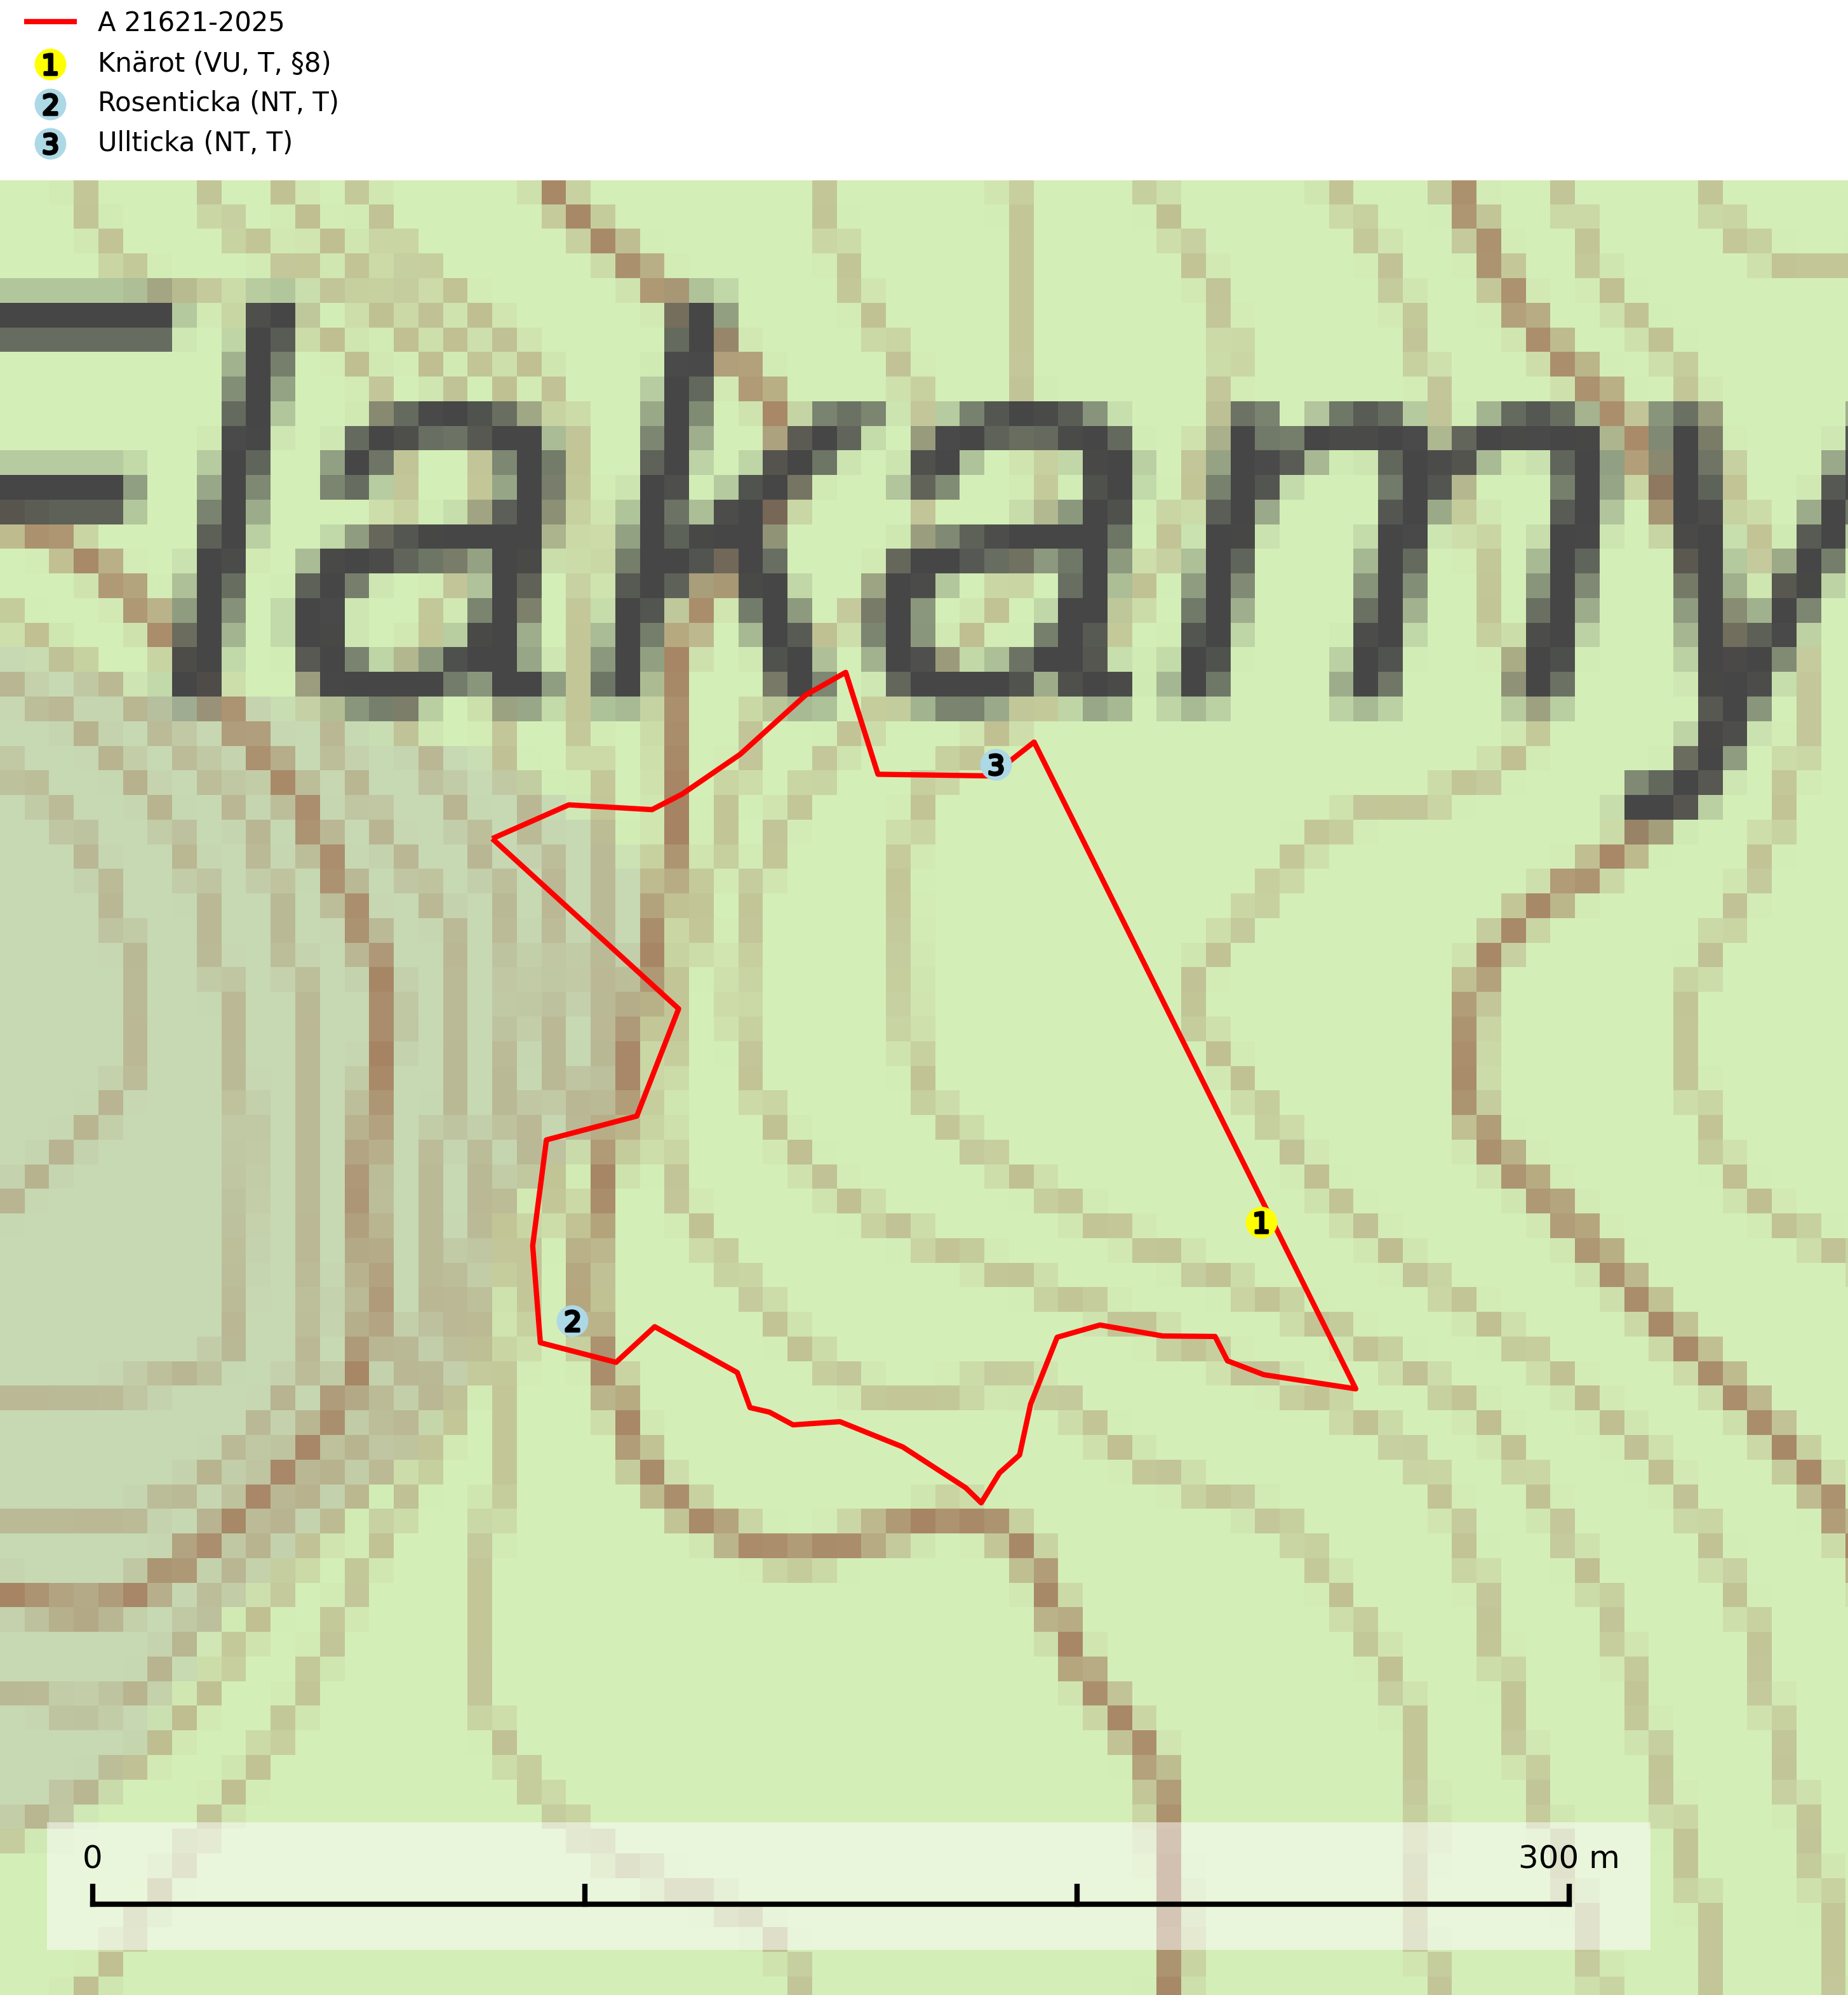 A 21621-2025
1 Knärot (VU, T, §8)
2 Rosenticka (NT, T)
3 Ullticka (NT, T)
lakamy
3
1
2
0 300 m